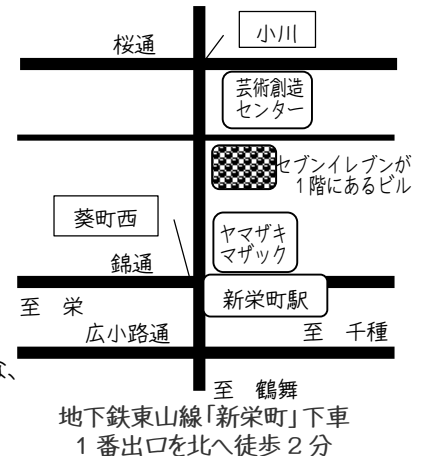 小川
桜通
芸術創造
センター
セブンイレブンが
1階にあるビル
葵町西
ヤマザキ
マザック
錦通
新栄町駅
至 栄
広小路通
至 千種
至 鶴舞
地下鉄東山線「新栄町」下車
1番出口を北へ徒歩2分